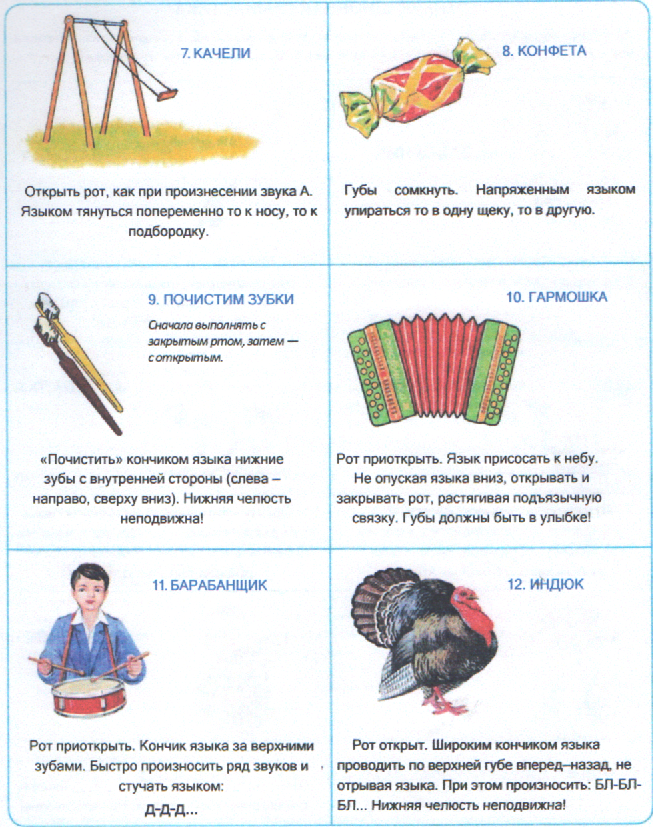 7. КАЧЕЛИ
Открыть рот, как при произнесении звука А.
Языком тянуться попеременно то к носу, то к
подбородку.
8. КОНФЕТА
Губы сомкнуть. Напряженным языком
упираться то в одну щеку, то в другую.
9. ПОЧИСТИМ ЗУБКИ
Сначала выполнять с
закрытым ртом, затем —
с открытым.
«Почистить» кончиком языка нижние
зубы с внутренней стороны (слева –
направо, сверху вниз). Нижняя челюсть
неподвижна!
10. ГАРМОШКА
Рот приоткрыть. Язык присосать к небу.
Не опуская языка вниз, открывать и
закрывать рот, растягивая подъязычную
связку. Губы должны быть в улыбке!
11. БАРАБАНЩИК
Рот приоткрыть. Кончик языка за верхними
зубами. Быстро произносить ряд звуков и
стучать языком:
Д-Д-Д...
12. ИНДЮК
Рот открыт. Широким кончиком языка
проводить по верхней губе вперед–назад, не
отрывая языка. При этом произносить: БЛ-БЛ-
БЛ... Нижняя челюсть неподвижна!